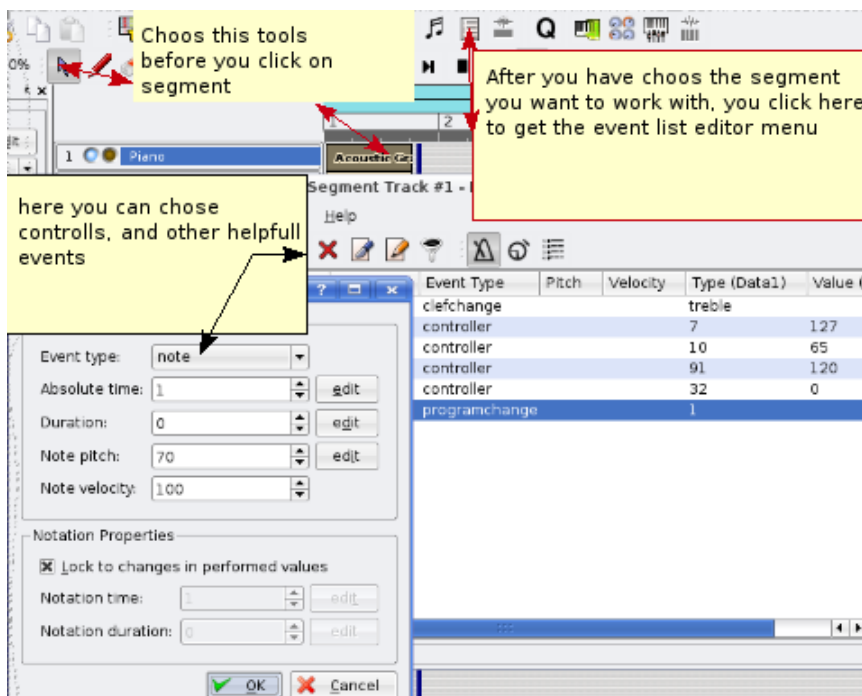 Choos this tools
before you click on
segment
Q
0%
After you have choos the segment
you want to work with, you click here
to get the event list editor menu
1
2
1 Piano
Acoustic
Segment Track #1 -
here you can chose
controlls, and other helpfull
events
Help
Event Type Pitch Velocity Type (Data1) Value (
clefchange treble
controller 7 127
controller 10 65
controller 91 120
controller 32 0
programchange 1
Event type: note
Absolute time: 1 edit
Duration: 0 edit
Note pitch: 70 edit
Note velocity: 100
Notation Properties
Lock to changes in performed values
Notation time: 1 edit
Notation duration: 0 edit
OK Cancel